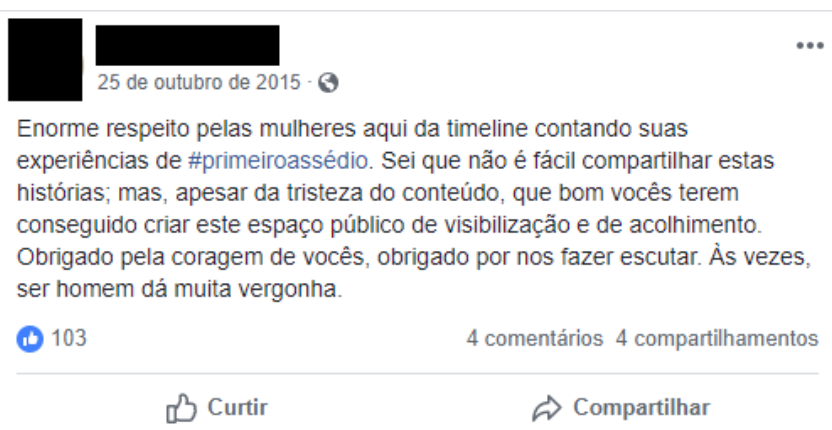 25 de outubro de 2015 ·
Enorme respeito pelas mulheres aqui da timeline contando suas
experiências de #primeiroassédio. Sei que não é fácil compartilhar estas
histórias; mas, apesar da tristeza do conteúdo, que bom vocês terem
conseguido criar este espaço público de visibilização e de acolhimento.
Obrigado pela coragem de vocês, obrigado por nos fazer escutar. Às vezes,
ser homem dá muita vergonha.
103 4 comentários 4 compartilhamentos
Curtir Compartilhar